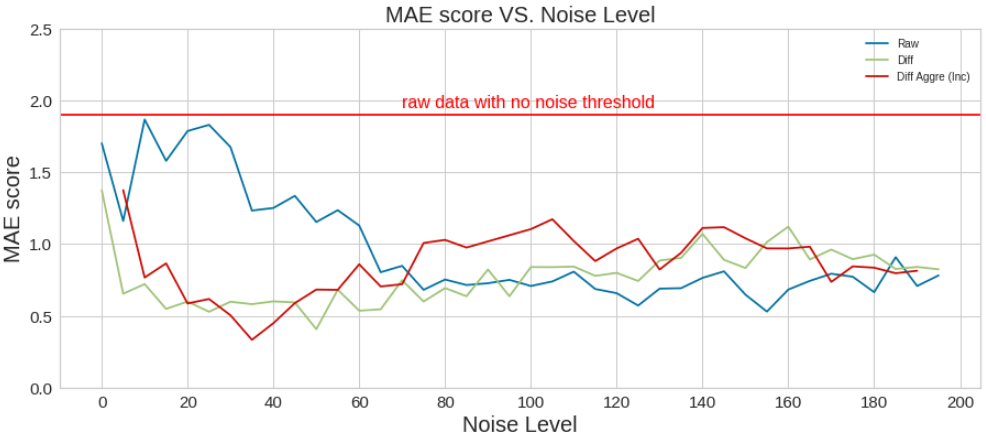 MAE score VS. Noise Level
2.5
2.0
1.5
1.0
0.5
0.0
MAE score
raw data with no noise threshold
Raw
Diff
Diff Aggre (Inc)
0 20 40 60 80 100 120 140 160 180 200
Noise Level